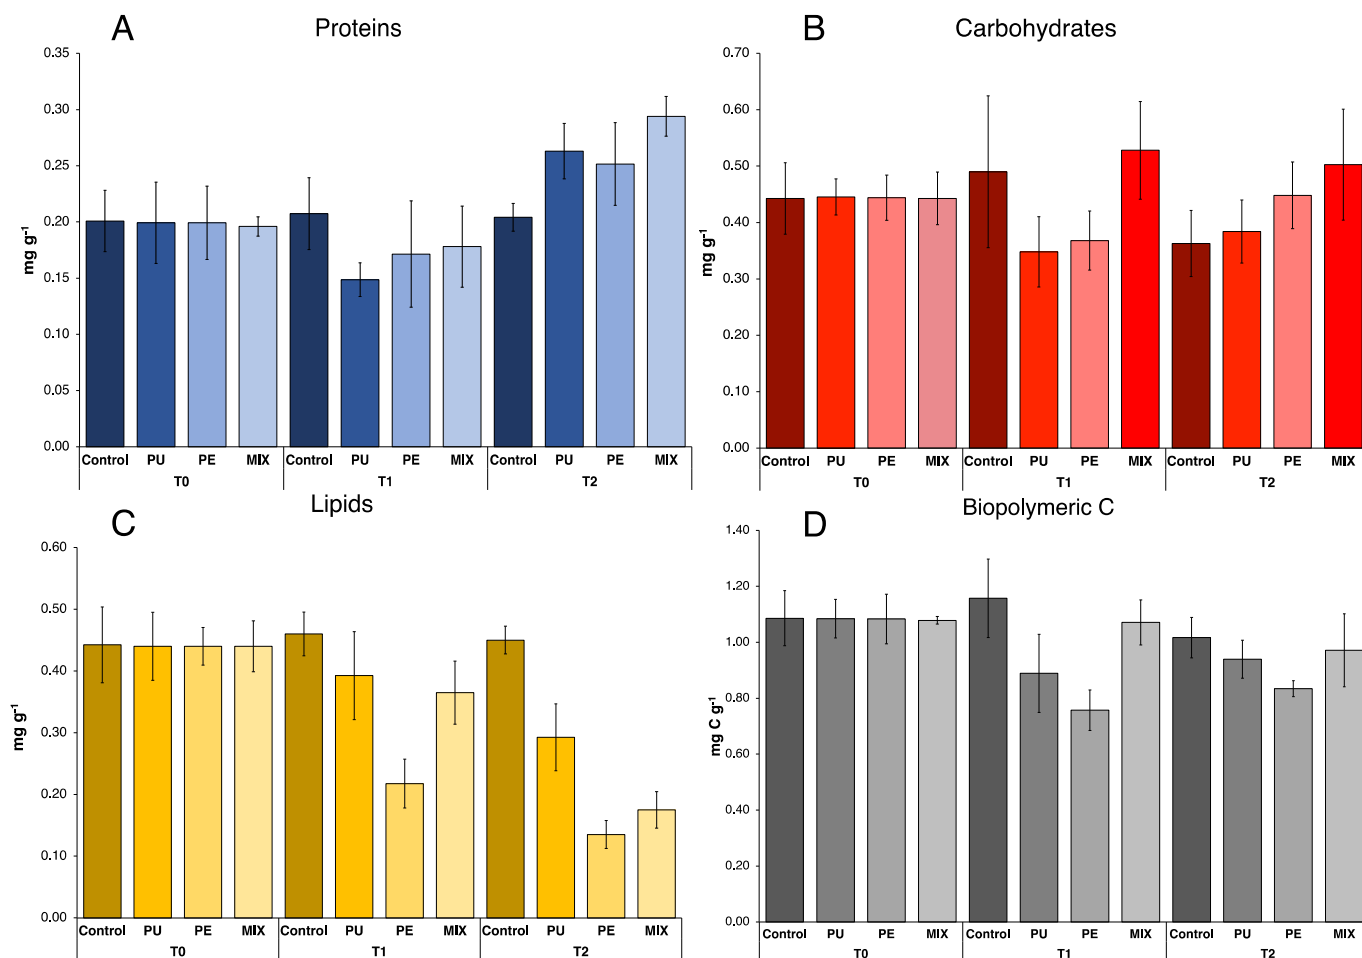 A Proteins
0.35
0.30
0.25
0.20
0.15
0.10
0.05
0.00
mg g-1
Control PU PE MIX Control PU PE MIX Control PU PE MIX
T0 T1 T2
B Carbohydrates
0.70
0.60
0.50
0.40
0.30
0.20
0.10
0.00
mg g-1
Control PU PE MIX Control PU PE MIX Control PU PE MIX
T0 T1 T2
C Lipids
0.60
0.50
0.40
0.30
0.20
0.10
0.00
mg g-1
Control PU PE MIX Control PU PE MIX Control PU PE MIX
T0 T1 T2
D Biopolymeric C
1.40
1.20
1.00
0.80
0.60
0.40
0.20
0.00
mg C g-1
Control PU PE MIX Control PU PE MIX Control PU PE MIX
T0 T1 T2